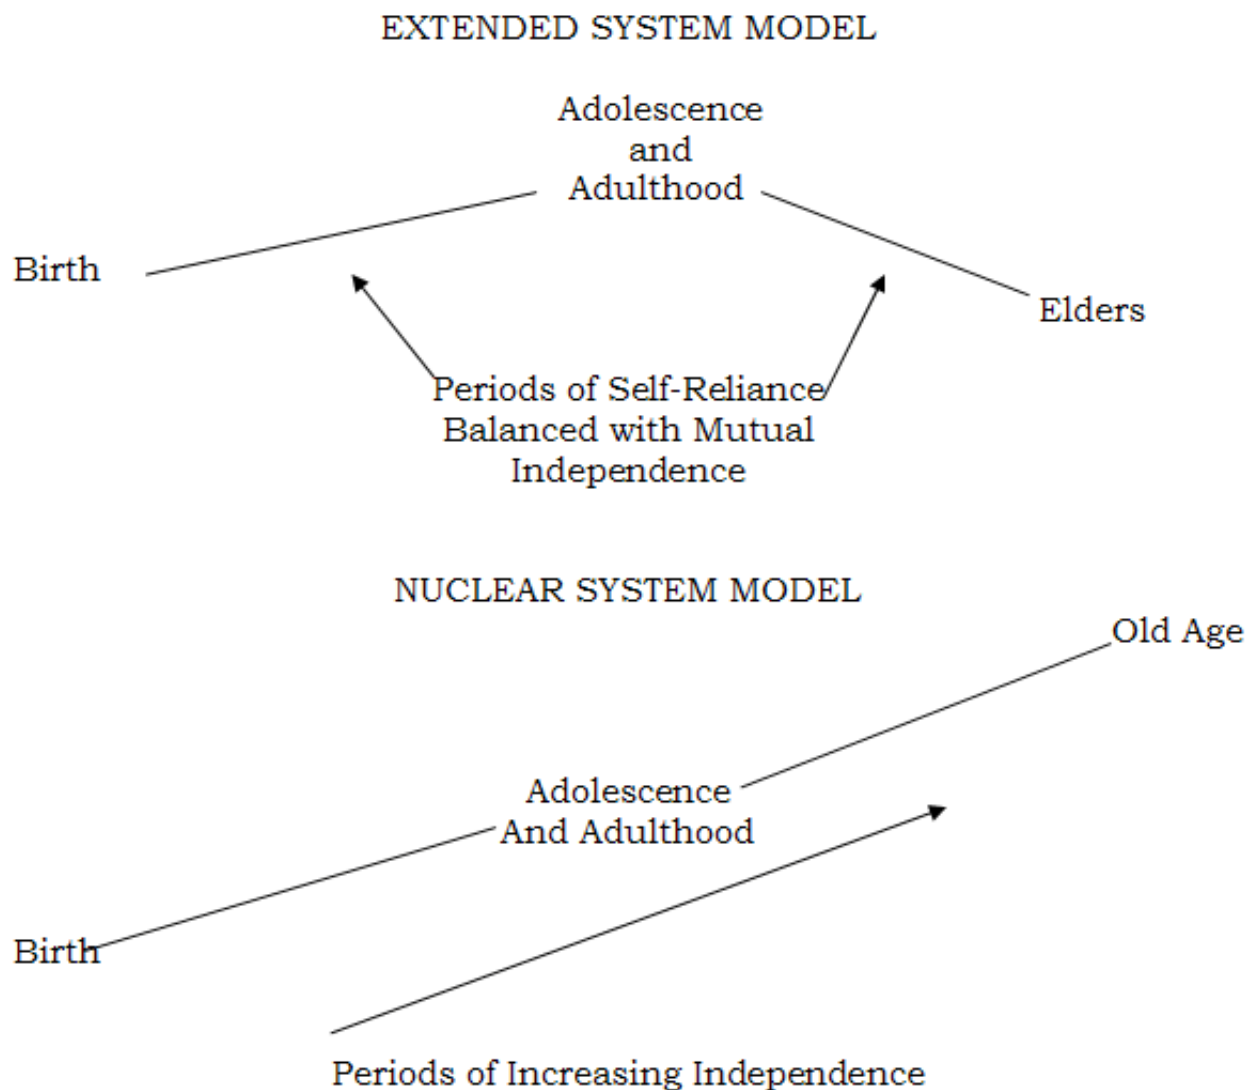 EXTENDED SYSTEM MODEL
Adolescence
and
Adulthood
Birth
Elders
Periods of Self-Reliance
Balanced with Mutual
Independence
NUCLEAR SYSTEM MODEL
Old Age
Adolescence
And Adulthood
Birth
Periods of Increasing Independence